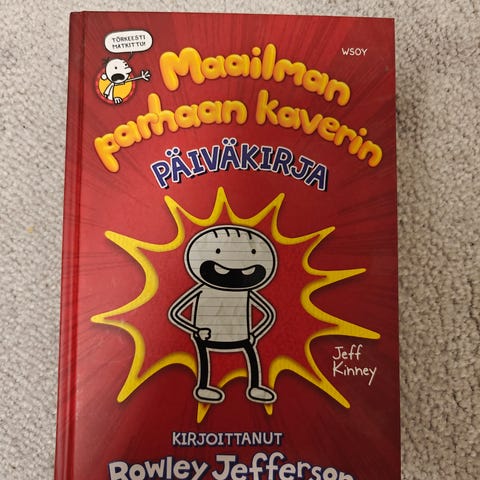 TÖRKEESTI
MATKITTU!
WSOY
Maailman
parhaan kaverin
PÄIVÄKIRJA
Jeff
Kinney
KIRJOITTANUT
Rowley Jefferson